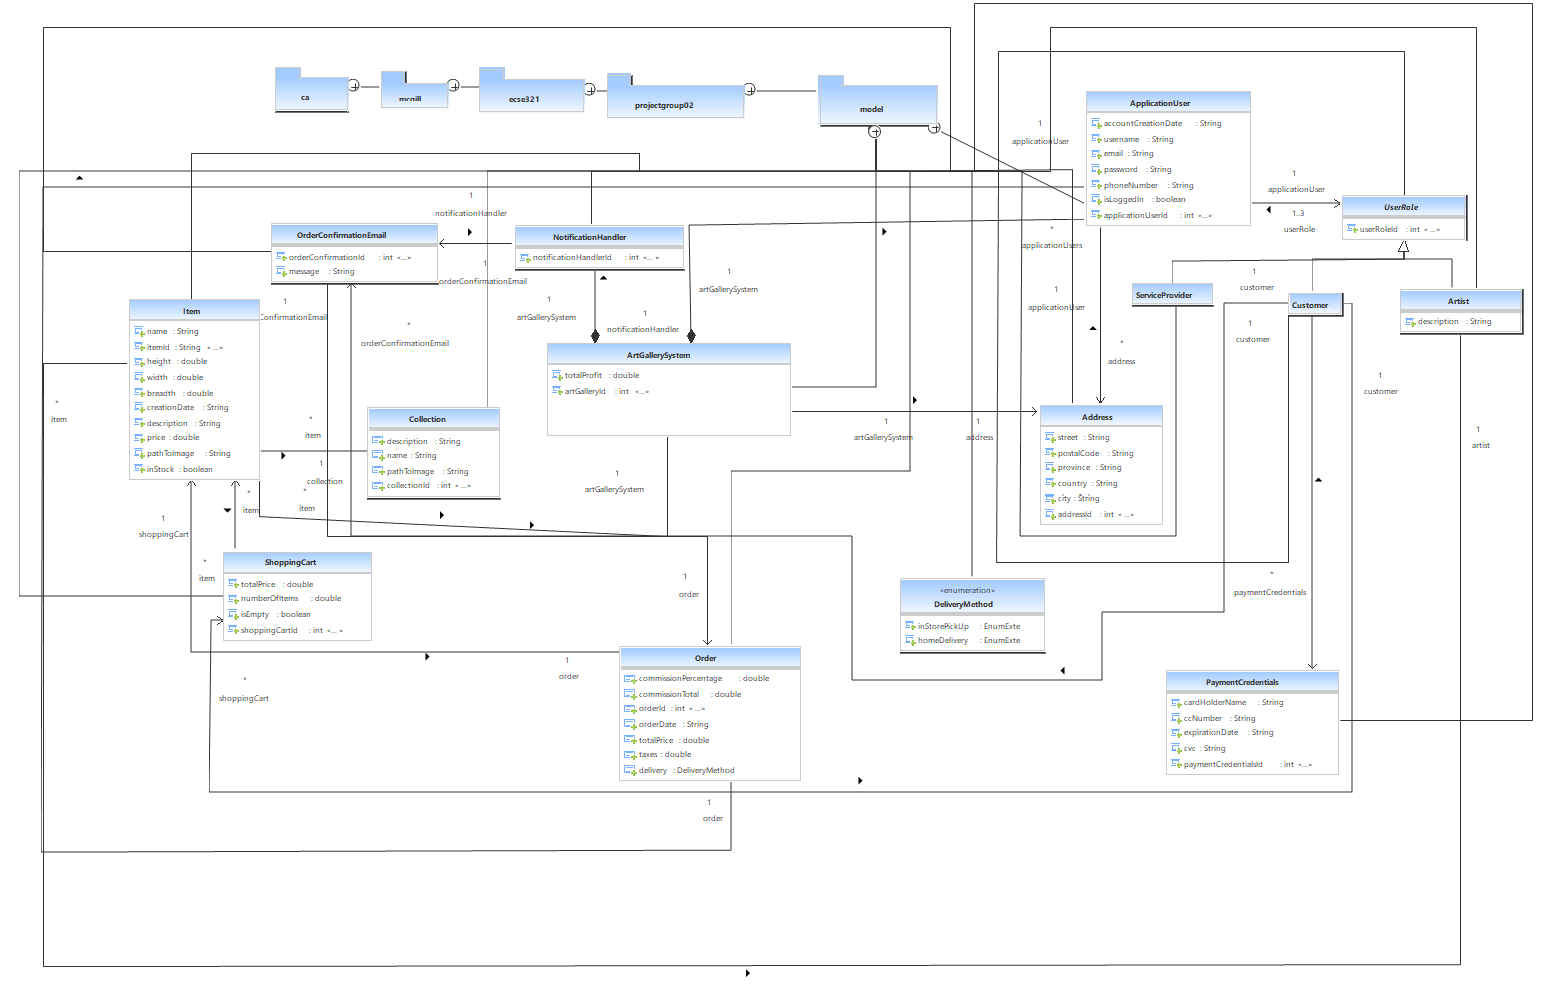 ca
mcgill
ecse321
projectgroup02
model
ApplicationUser
accountCreationDate : String
username : String
email : String
password : String
phoneNumber : String
isLoggedIn : boolean
applicationUserId : int «...»
1
applicationUser
1
applicationUser
1..3
userRole
UserRole
userRoleId : int «...»
1
notificationHandler
OrderConfirmationEmail
orderConfirmationId : int «...»
message : String
NotificationHandler
notificationHandlerId : int «...»
*
applicationUsers
1
orderConfirmationEmail
1
artGallerySystem
1
customer
ServiceProvider
Customer
Artist
description : String
1
ConfirmationEmail
1
artGallerySystem
1
notificationHandler
1
applicationUser
1
customer
Item
name : String
itemId : String «...»
height : double
width : double
breadth : double
creationDate : String
description : String
price : double
pathToImage : String
inStock : boolean
*
orderConfirmationEmail
ArtGallerySystem
totalProfit : double
artGalleryId : int «...»
*
address
1
customer
*
item
*
item
Collection
description : String
name : String
pathToImage : String
collectionId : int «...»
1
artGallerySystem
1
address
Address
street : String
postalCode : String
province : String
country : String
city : String
addressId : int «...»
1
artist
1
collection
*
item
*
item
1
artGallerySystem
1
shoppingCart
*
item
ShoppingCart
totalPrice : double
numberOfItems : double
isEmpty : boolean
shoppingCartId : int «...»
1
order
«enumeration»
DeliveryMethod
inStorePickUp : EnumExte
homeDelivery : EnumExte
*
paymentCredentials
*
shoppingCart
1
order
Order
commissionPercentage : double
commissionTotal : double
orderId : int «...»
orderDate : String
totalPrice : double
taxes : double
delivery : DeliveryMethod
PaymentCredentials
cardHolderName : String
ccNumber : String
expirationDate : String
cvc : String
paymentCredentialsId : int «...»
1
order